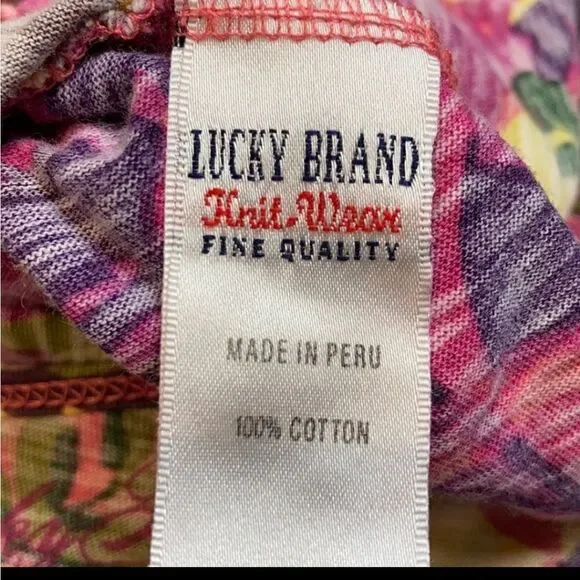 LUCKY BRAND
Knit-Wear
FINE QUALITY
MADE IN PERU
100% COTTON